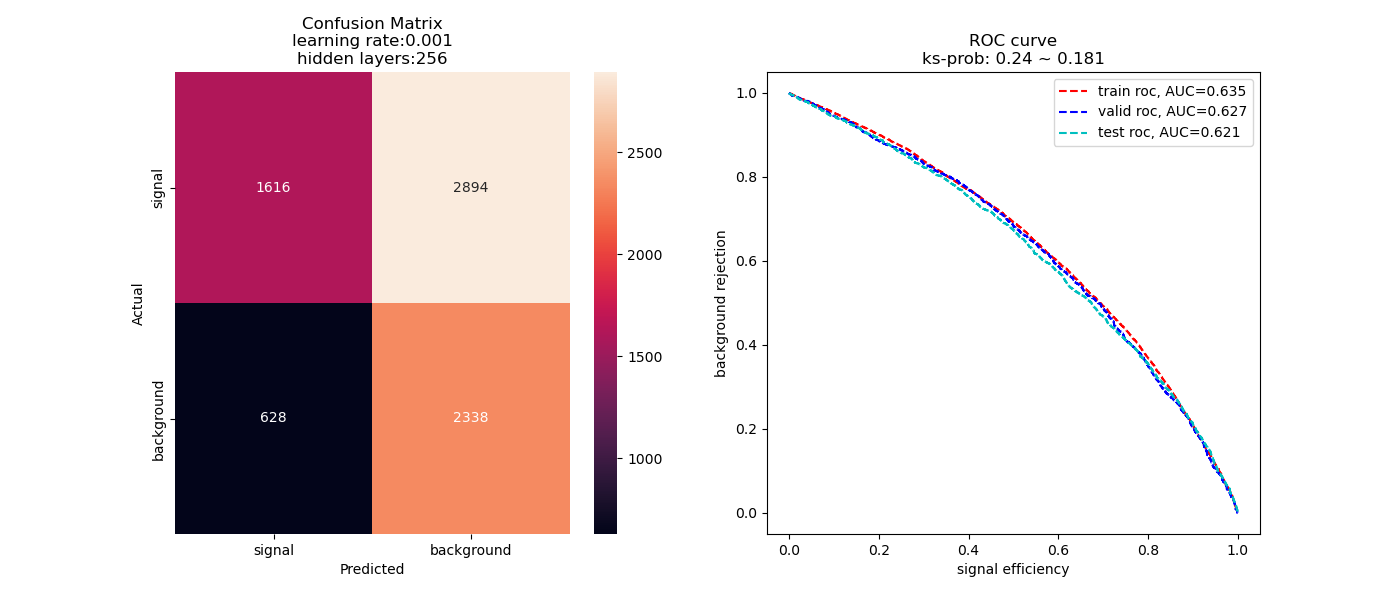 Confusion Matrix
learning rate:0.001
hidden layers:256
signal
background
Actual
1616
2894
628
2338
signal
background
Predicted
2500
2000
1500
1000
ROC curve
ks-prob: 0.24 ~ 0.181
train roc, AUC=0.635
valid roc, AUC=0.627
test roc, AUC=0.621
background rejection
1.0
0.8
0.6
0.4
0.2
0.0
0.0 0.2 0.4 0.6 0.8 1.0
signal efficiency